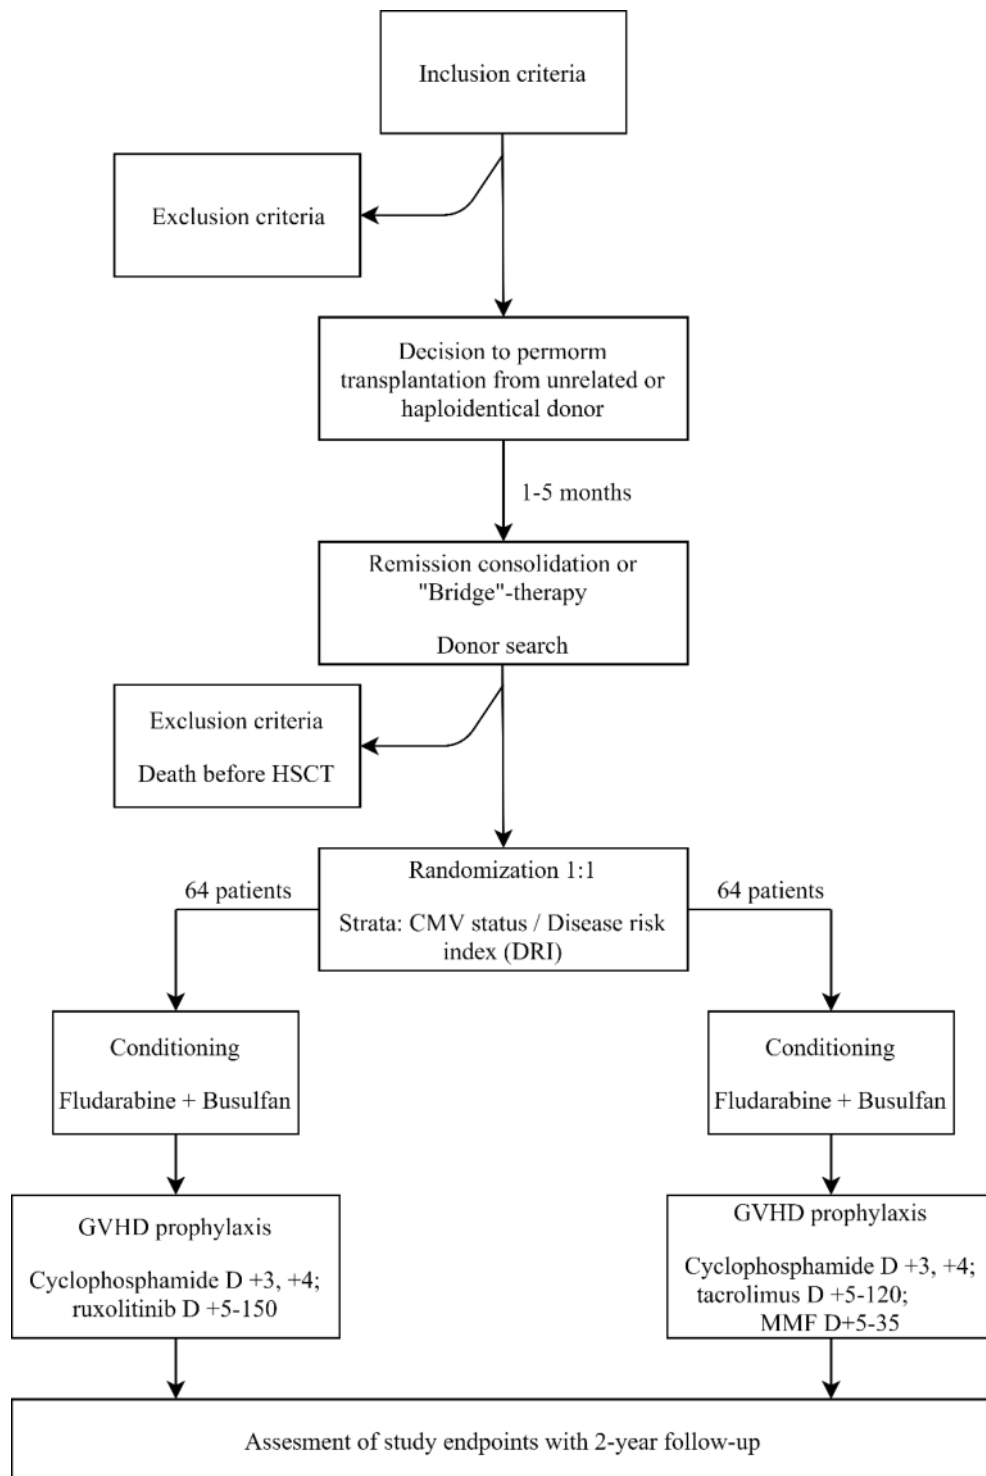 Inclusion criteria
Exclusion criteria
Decision to permorm
transplantation from unrelated or
haploidentical donor
1-5 months
Remission consolidation or
"Bridge"-therapy
Donor search
Exclusion criteria
Death before HSCT
Randomization 1:1
Strata: CMV status / Disease risk
index (DRI)
64 patients
64 patients
Conditioning
Fludarabine + Busulfan
Conditioning
Fludarabine + Busulfan
GVHD prophylaxis
Cyclophosphamide D +3, +4;
ruxolitinib D +5-150
GVHD prophylaxis
Cyclophosphamide D +3, +4;
tacrolimus D +5-120;
MMF D+5-35
Assesment of study endpoints with 2-year follow-up